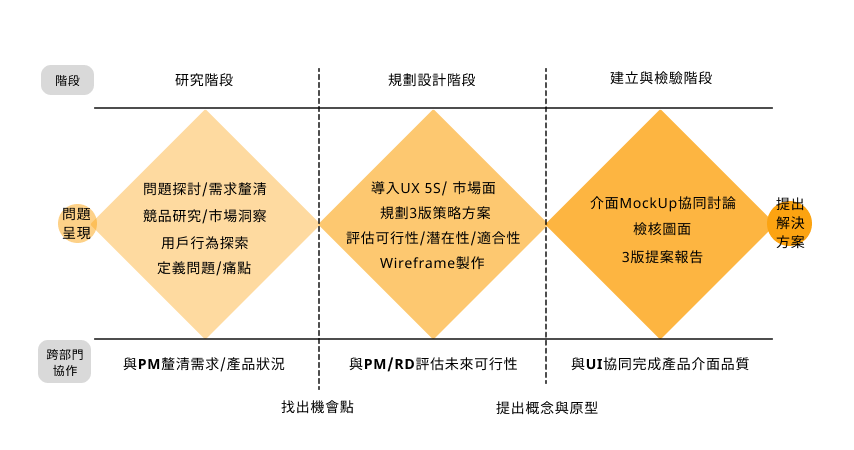 階段
研究階段
規劃設計階段
建立與檢驗階段
問題
呈現
問題探討/需求釐清
競品研究/市場洞察
用戶行為探索
定義問題/痛點
導入UX 5S/ 市場面
規劃3版策略方案
評估可行性/潛在性/適合性
Wireframe製作
介面MockUp協同討論
檢核圖面
3版提案報告
提出
解決
方案
跨部門
協作
與PM釐清需求/產品狀況
與PM/RD評估未來可行性
與UI協同完成產品介面品質
找出機會點
提出概念與原型